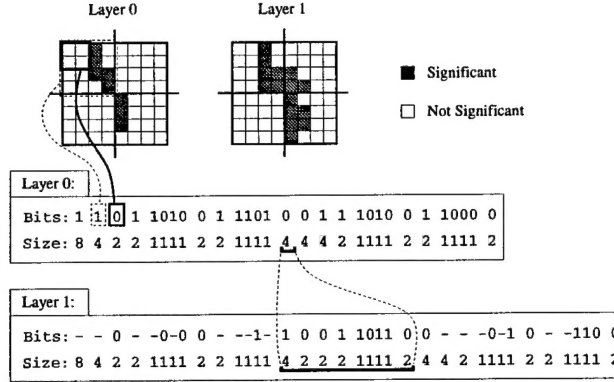 Layer 0
Layer 1
Significant
Not Significant
Layer 0:
Bits: 1 1 0 1 1010 0 1 1101 0 0 1 1 1010 0 1 1000 0
Size: 8 4 2 2 1111 2 2 1111 4 4 4 2 1111 2 2 1111 2
Layer 1:
Bits: - - 0 - -0-0 0 - --1- 1 0 0 1 1011 0 0 - - -0-1 0 - -110 0
Size: 8 4 2 2 1111 2 2 1111 4 2 2 2 1111 2 4 4 2 1111 2 2 1111 2